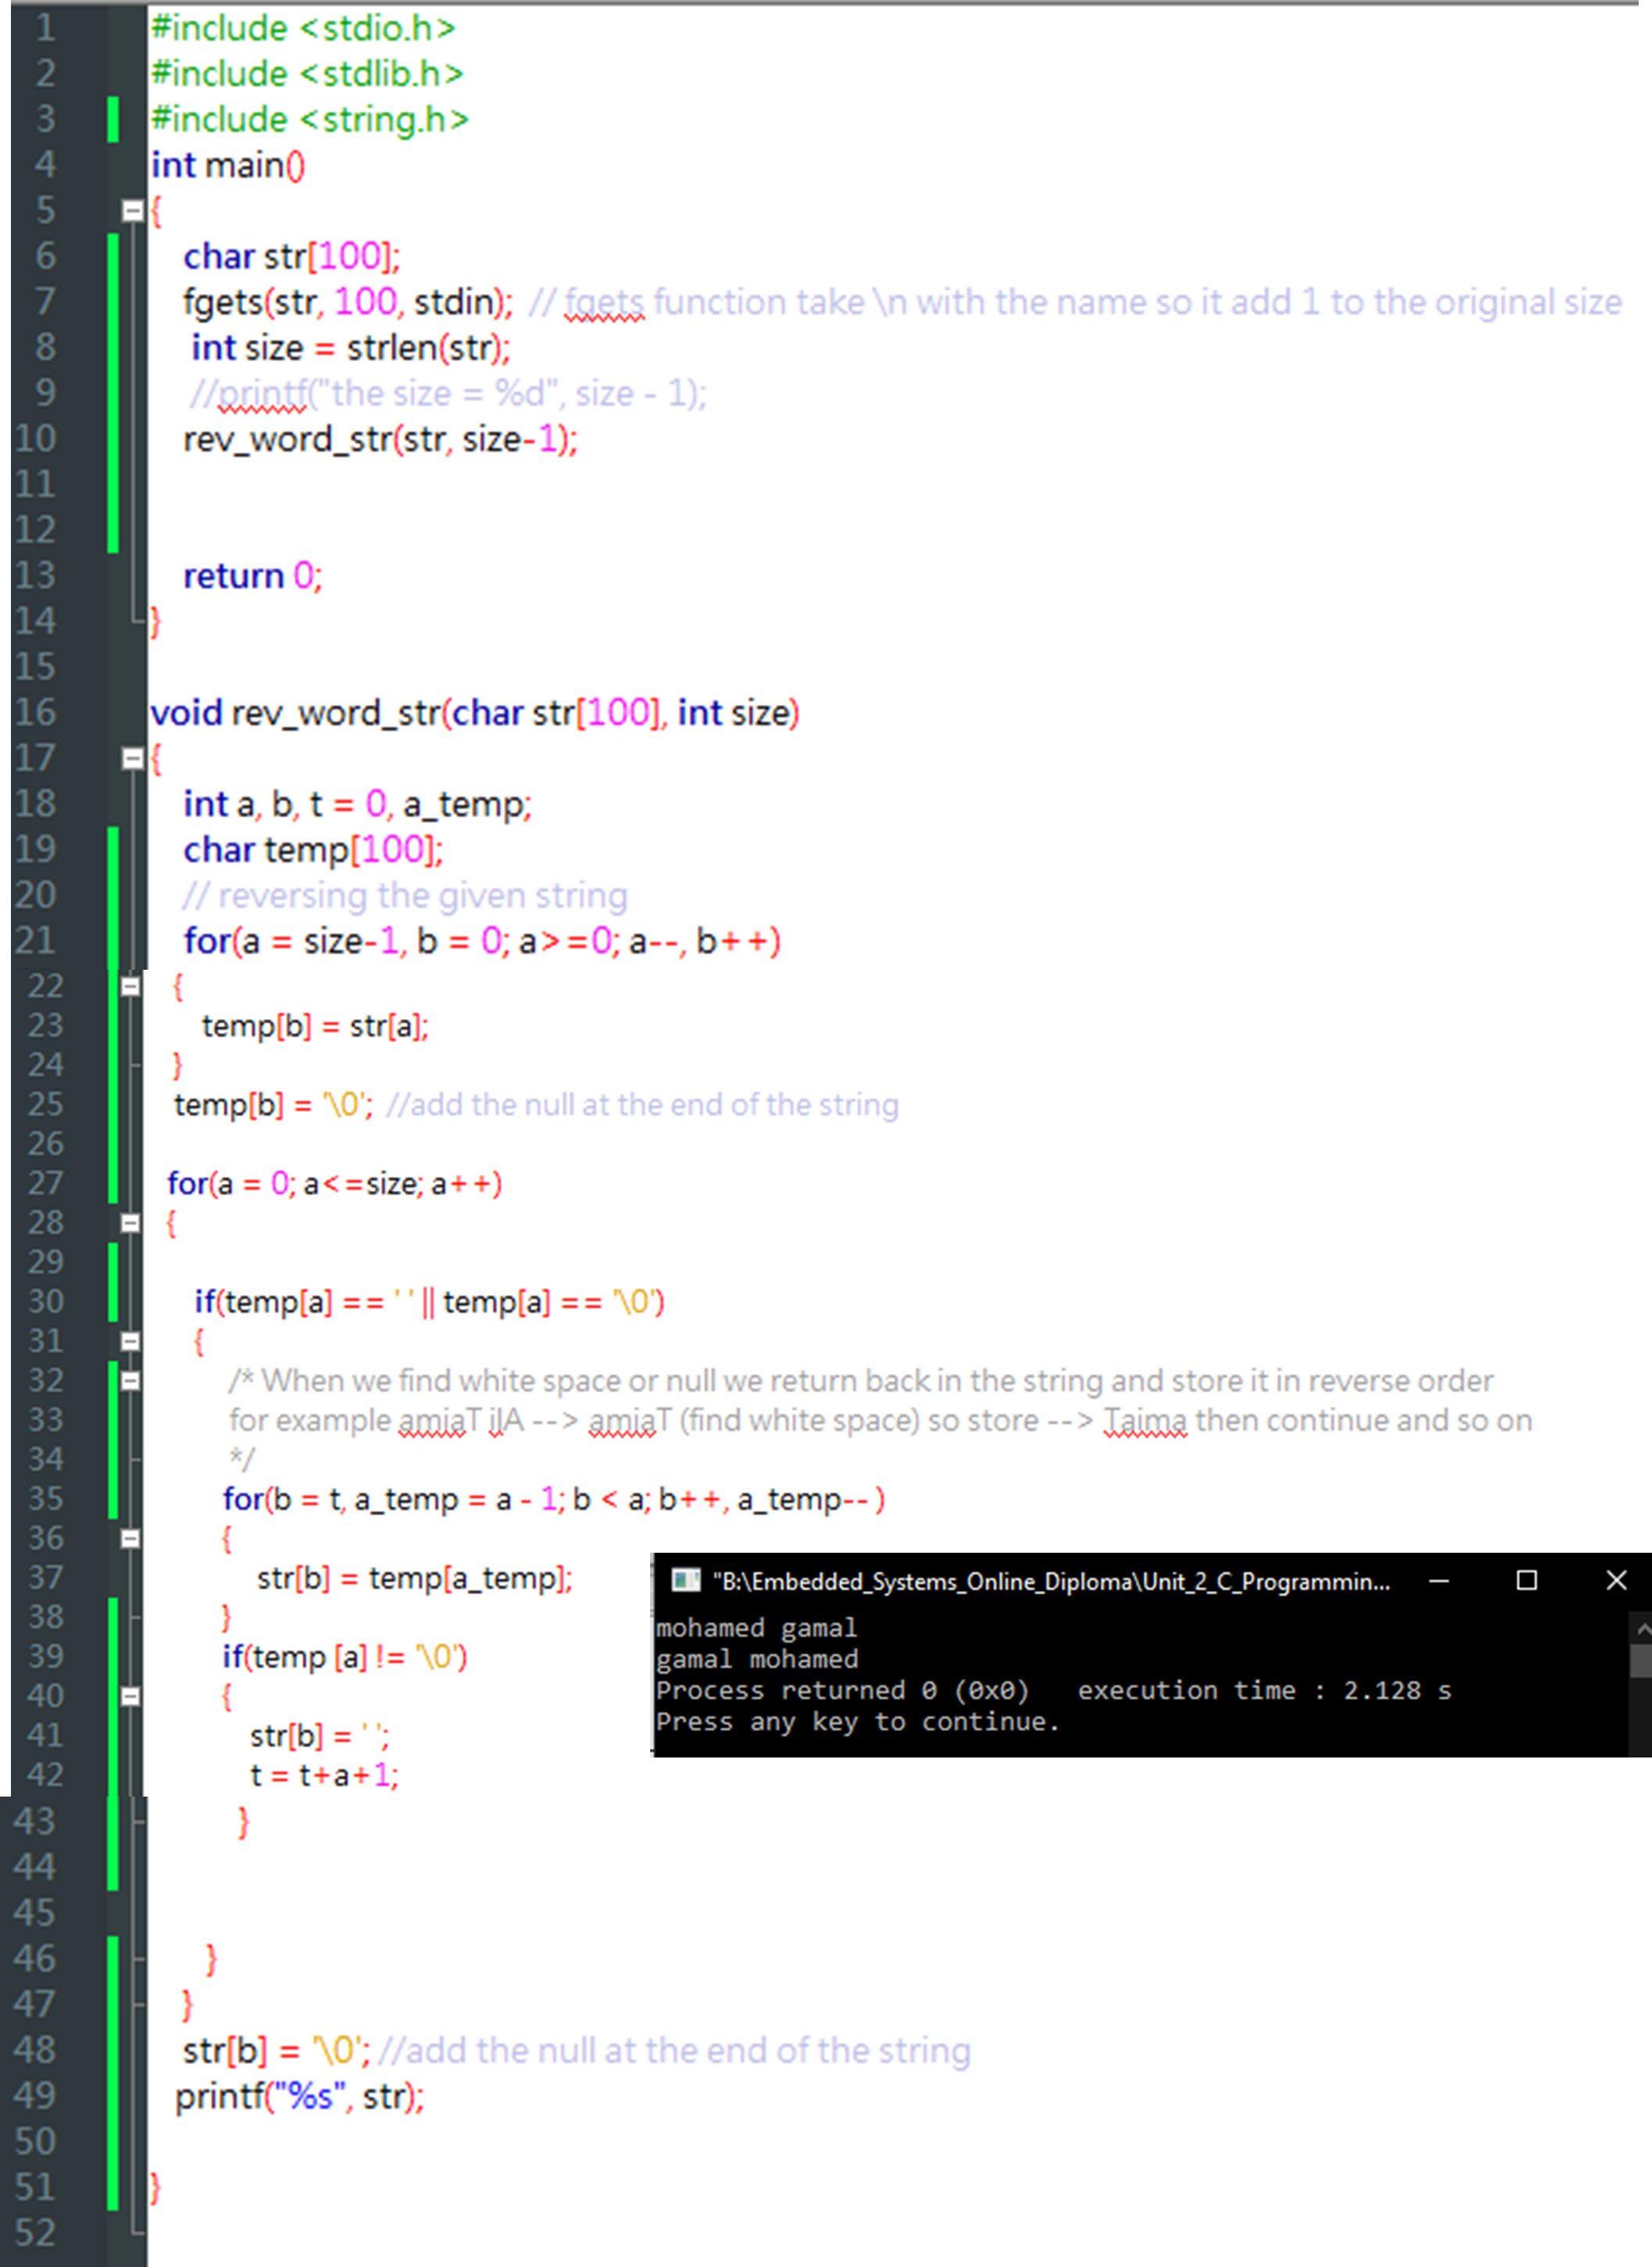 1 #include <stdio.h>
2 #include <stdlib.h>
3 #include <string.h>
4 int main()
5 {
6 char str[100];
7 fgets(str, 100, stdin); // fgets function take \n with the name so it add 1 to the original size
8 int size = strlen(str);
9 //printf("the size = %d", size - 1);
10 rev_word_str(str, size-1);
11
12
13 return 0;
14 }
15
16 void rev_word_str(char str[100], int size)
17 {
18 int a, b, t = 0, a_temp;
19 char temp[100];
20 // reversing the given string
21 for(a = size-1, b = 0; a>=0; a--, b++)
22 {
23 temp[b] = str[a];
24 }
25 temp[b] = '\0'; //add the null at the end of the string
26
27 for(a = 0; a<=size; a++)
28 {
29
30 if(temp[a] == ' ' || temp[a] == '\0')
31 {
32 /* When we find white space or null we return back in the string and store it in reverse order
33 for example amiaT ilA --> amiaT (find white space) so store --> Taima then continue and so on
34 */
35 for(b = t, a_temp = a - 1; b < a; b++, a_temp-- )
36 {
37 str[b] = temp[a_temp];
38 }
39 if(temp [a] != '\0')
40 {
41 str[b] = ' ';
42 t = t+a+1;
43 }
44
45
46 }
47 }
48 str[b] = '\0'; //add the null at the end of the string
49 printf("%s", str);
50
51 }
52
"B:\Embedded_Systems_Online_Diploma\Unit_2_C_Programmin...
mohamed gamal
gamal mohamed
Process returned 0 (0x0) execution time : 2.128 s
Press any key to continue.